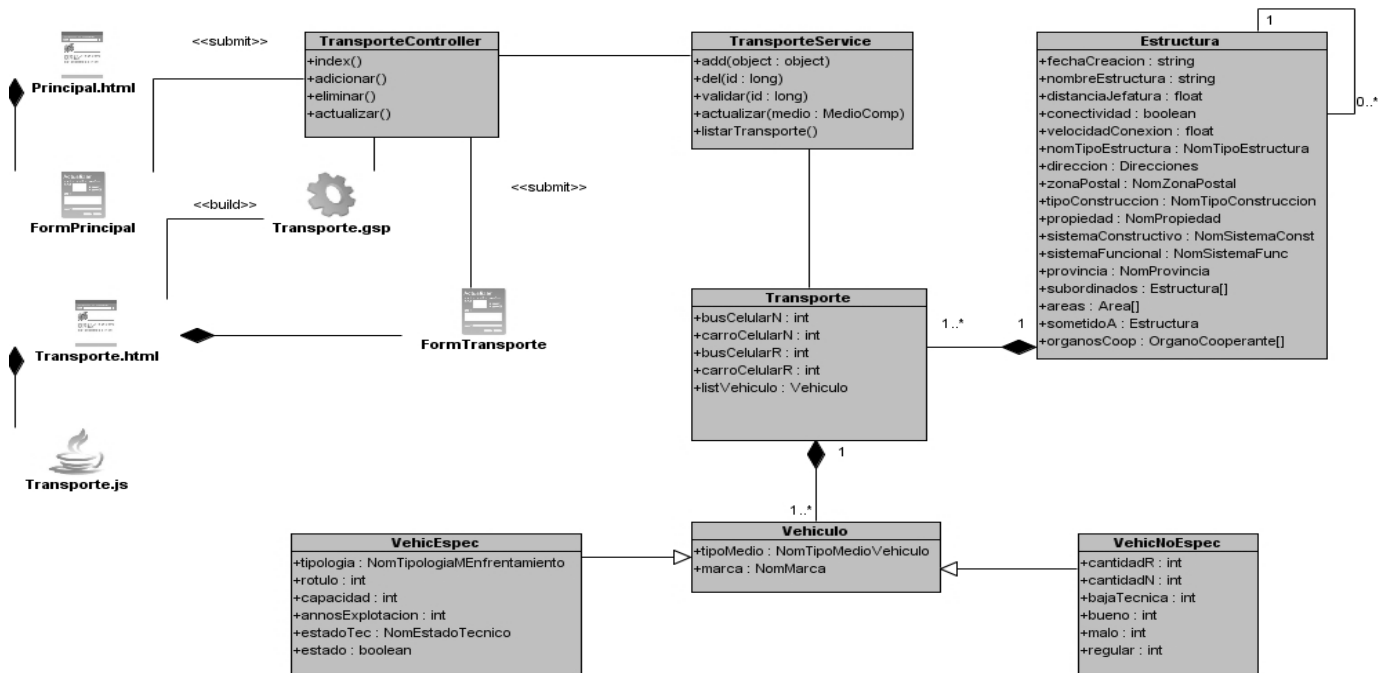 Principal.html
FormPrincipal
Transporte.html
Transporte.js
<<submit>>
TransporteController
+index()
+adicionar()
+eliminar()
+actualizar()
<<build>>
Transporte.gsp
<<submit>>
FormTransporte
TransporteService
+add(object : object)
+del(id : long)
+validar(id : long)
+actualizar(medio : MedioComp)
+listarTransporte()
Estructura
+fechaCreacion : string
+nombreEstructura : string
+distanciaJefatura : float
+conectividad : boolean
+velocidadConexion : float
+nomTipoEstructura : NomTipoEstructura
+direccion : Direcciones
+zonaPostal : NomZonaPostal
+tipoConstruccion : NomTipoConstruccion
+propiedad : NomPropiedad
+sistemaConstructivo : NomSistemaConst
+sistemaFuncional : NomSistemaFunc
+provincia : NomProvincia
+subordinados : Estructura[]
+areas : Area[]
+sometidoA : Estructura
+organosCoop : OrganoCooperante[]
1
0..*
Transporte
+busCelularN : int
+carroCelularN : int
+busCelularR : int
+carroCelularR : int
+listVehiculo : Vehiculo
1..*
1
1
1..*
VehicEspec
+tipologia : NomTipologiaMEnfrentamiento
+rotulo : int
+capacidad : int
+annosExplotacion : int
+estadoTec : NomEstadoTecnico
+estado : boolean
Vehiculo
+tipoMedio : NomTipoMedioVehiculo
+marca : NomMarca
VehicNoEspec
+cantidadR : int
+cantidadN : int
+bajaTecnica : int
+bueno : int
+malo : int
+regular : int